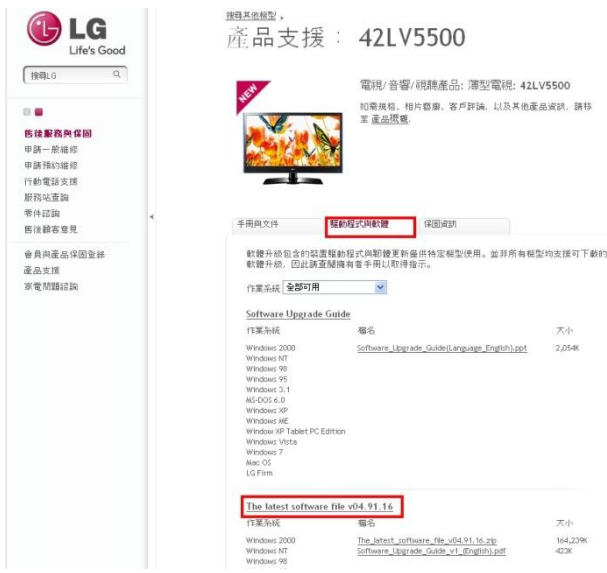 LG
Life's Good
搜尋LG
售後服務與保固
申請一般維修
申請預約維修
行動電話支援
服務站查詢
零件諮詢
售後顧客意見
會員與產品保固登錄
產品支援
家電問題諮詢
搜尋其他模型,
產品支援: 42LV5500
NEW
電視/音響/視聽產品: 薄型電視: 42LV5500
如需規格、相片藝廊、客戶評論, 以及其他產品資訊, 請移
至 產品概觀.
手冊與文件
驅動程式與軟體
保固資訊
軟體升級包含的裝置驅動程式與韌體更新僅供特定模型使用。並非所有模型均支援可下載的
軟體升級, 因此請查閱擁有者手冊以取得指示。
作業系統 全部可用
Software Upgrade Guide
作業系統 檔名 大小
Windows 2000 Software_Upgrade_Guide(Language_English).ppt 2,054K
Windows NT
Windows 98
Windows 95
Windows 3.1
MS-DOS 6.0
Windows XP
Windows ME
Window XP Tablet PC Edition
Windows Vista
Windows 7
Mac OS
LG Firm
The latest software file v04.91.16
作業系統 檔名 大小
Windows 2000 The_latest_software_file_v04.91.16.zip 164,239K
Windows NT Software_Upgrade_Guide_v1_(English).pdf 423K
Windows 98